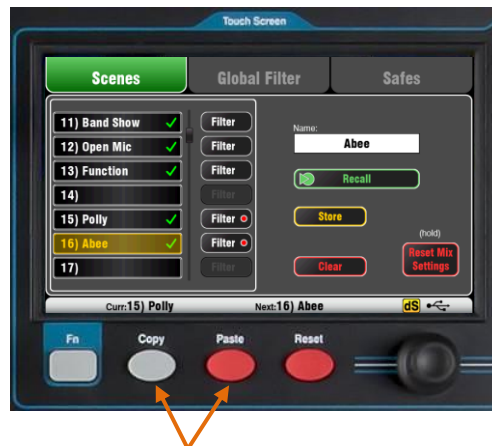 Touch Screen
Scenes
Global Filter
Safes
11) Band Show
Filter
12) Open Mic
Filter
13) Function
Filter
14)
Filter
15) Polly
Filter
16) Abee
Filter
17)
Filter
Name:
Abee
Recall
Store
Clear
(hold)
Reset Mix
Settings
Curr:15) Polly
Next:16) Abee
dS
Fn
Copy
Paste
Reset